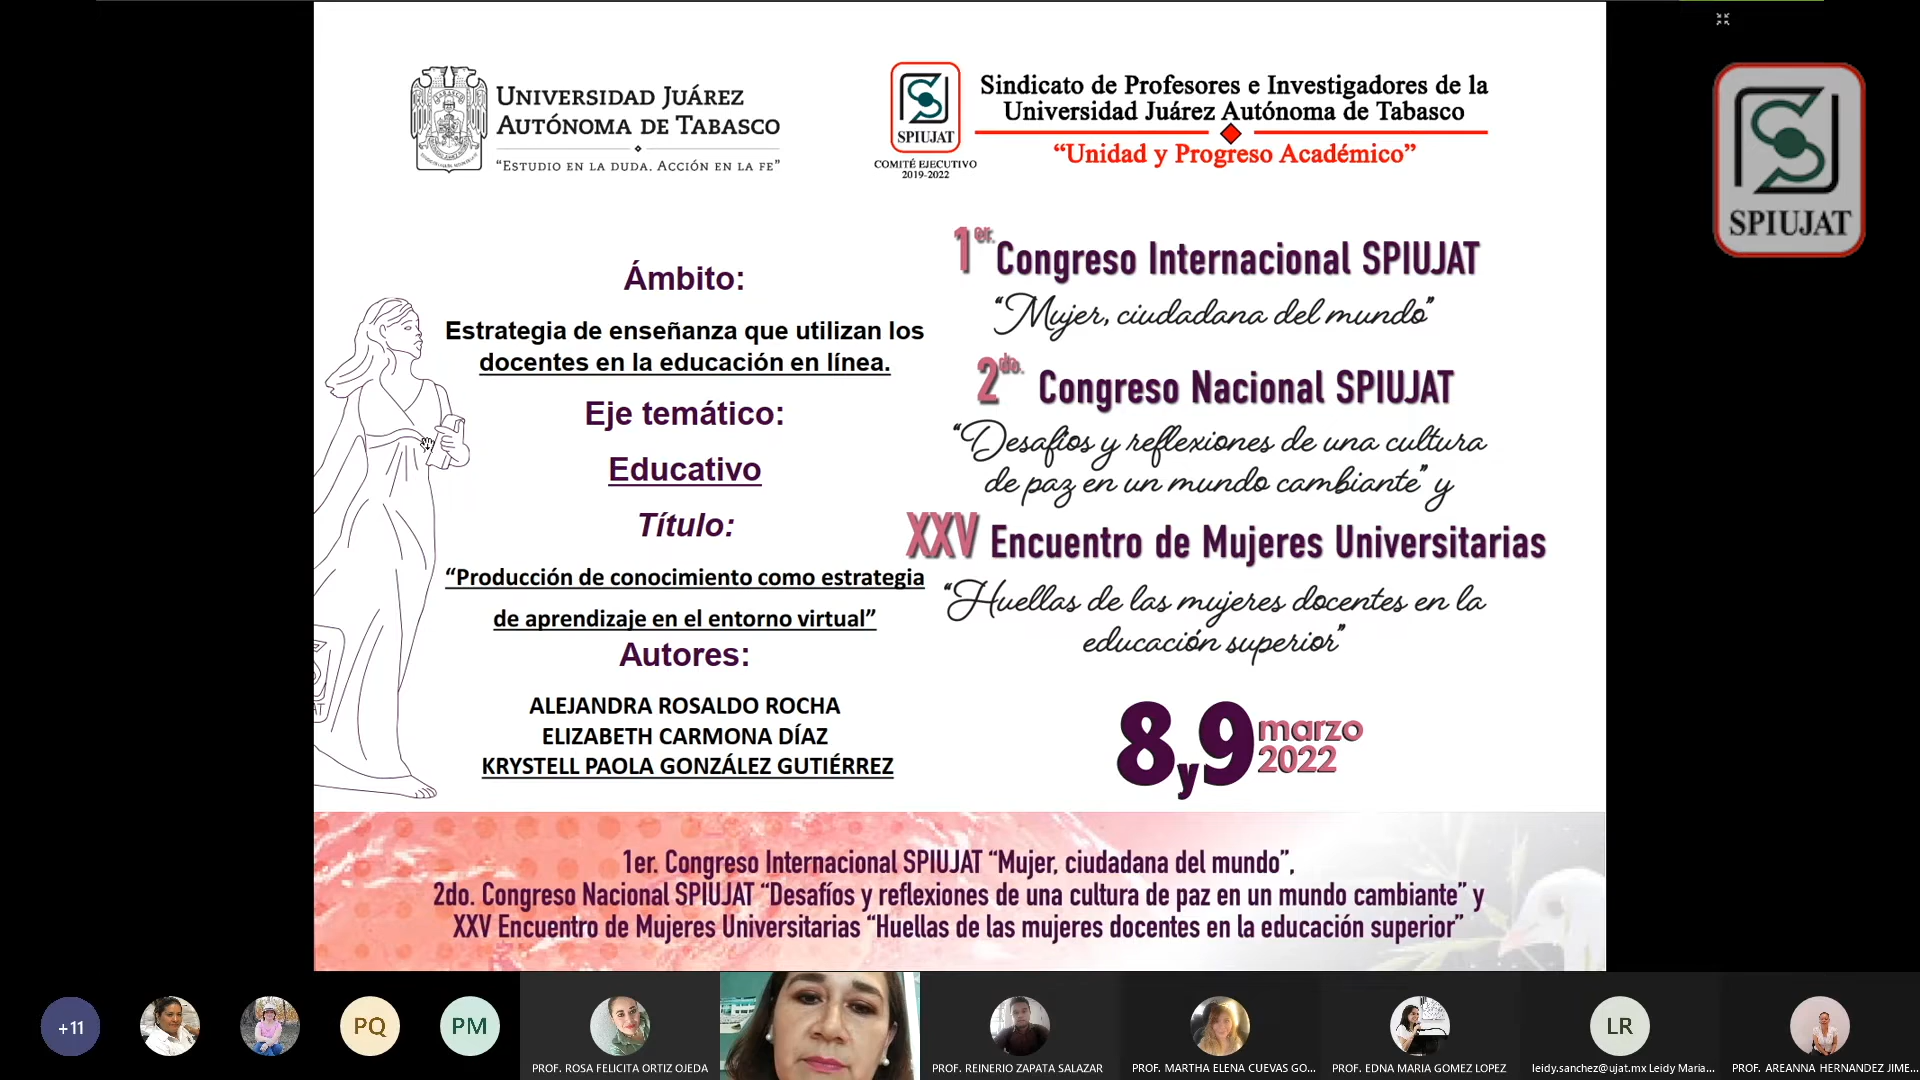 UNIVERSIDAD JUÁREZ
AUTÓNOMA DE TABASCO
“ESTUDIO EN LA DUDA. ACCIÓN EN LA FE”
SPIUJAT
COMITÉ EJECUTIVO
2019-2022
Sindicato de Profesores e Investigadores de la
Universidad Juárez Autónoma de Tabasco
“Unidad y Progreso Académico”
SPIUJAT
Ámbito:
Estrategia de enseñanza que utilizan los
docentes en la educación en línea.
Eje temático:
Educativo
Título:
“Producción de conocimiento como estrategia
de aprendizaje en el entorno virtual”
Autores:
ALEJANDRA ROSALDO ROCHA
ELIZABETH CARMONA DÍAZ
KRYSTELL PAOLA GONZÁLEZ GUTIÉRREZ
1er. Congreso Internacional SPIUJAT
“Mujer, ciudadana del mundo”
2do. Congreso Nacional SPIUJAT
“Desafíos y reflexiones de una cultura
de paz en un mundo cambiante” y
XXV Encuentro de Mujeres Universitarias
“Huellas de las mujeres docentes en la
educación superior”
8 y 9 marzo
2022
1er. Congreso Internacional SPIUJAT “Mujer, ciudadana del mundo”,
2do. Congreso Nacional SPIUJAT “Desafíos y reflexiones de una cultura de paz en un mundo cambiante” y
XXV Encuentro de Mujeres Universitarias “Huellas de las mujeres docentes en la educación superior”
+11
PQ
PM
LR
PROF. ROSA FELICITA ORTIZ OJEDA
PROF. REINERIO ZAPATA SALAZAR
PROF. MARTHA ELENA CUEVAS GO...
PROF. EDNA MARIA GOMEZ LOPEZ
leidy.sanchez@ujat.mx Leidy Maria...
PROF. AREANNA HERNANDEZ JIME...